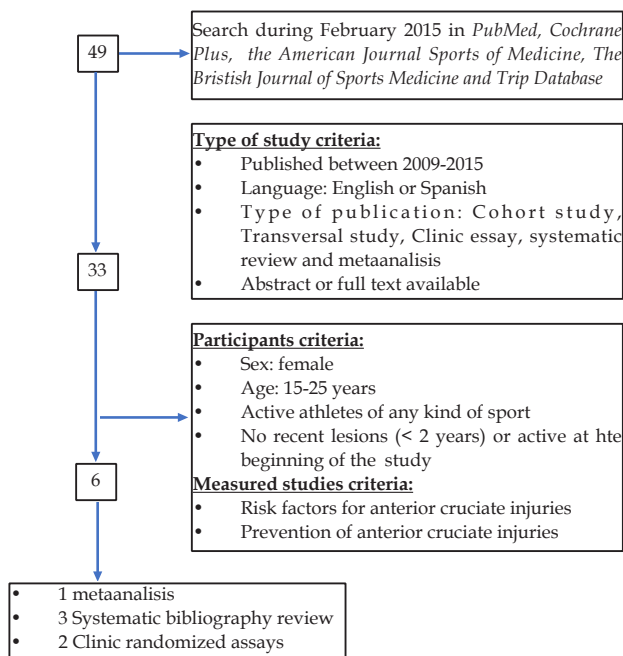 49
Search during February 2015 in PubMed, Cochrane
Plus, the American Journal Sports of Medicine, The
Bristish Journal of Sports Medicine and Trip Database
Type of study criteria:
• Published between 2009-2015
• Language: English or Spanish
• Type of publication: Cohort study,
Transversal study, Clinic essay, systematic
review and metaanalisis
• Abstract or full text available
33
Participants criteria:
• Sex: female
• Age: 15-25 years
• Active athletes of any kind of sport
• No recent lesions (< 2 years) or active at hte
beginning of the study
Measured studies criteria:
• Risk factors for anterior cruciate injuries
• Prevention of anterior cruciate injuries
6
• 1 metaanalisis
• 3 Systematic bibliography review
• 2 Clinic randomized assays